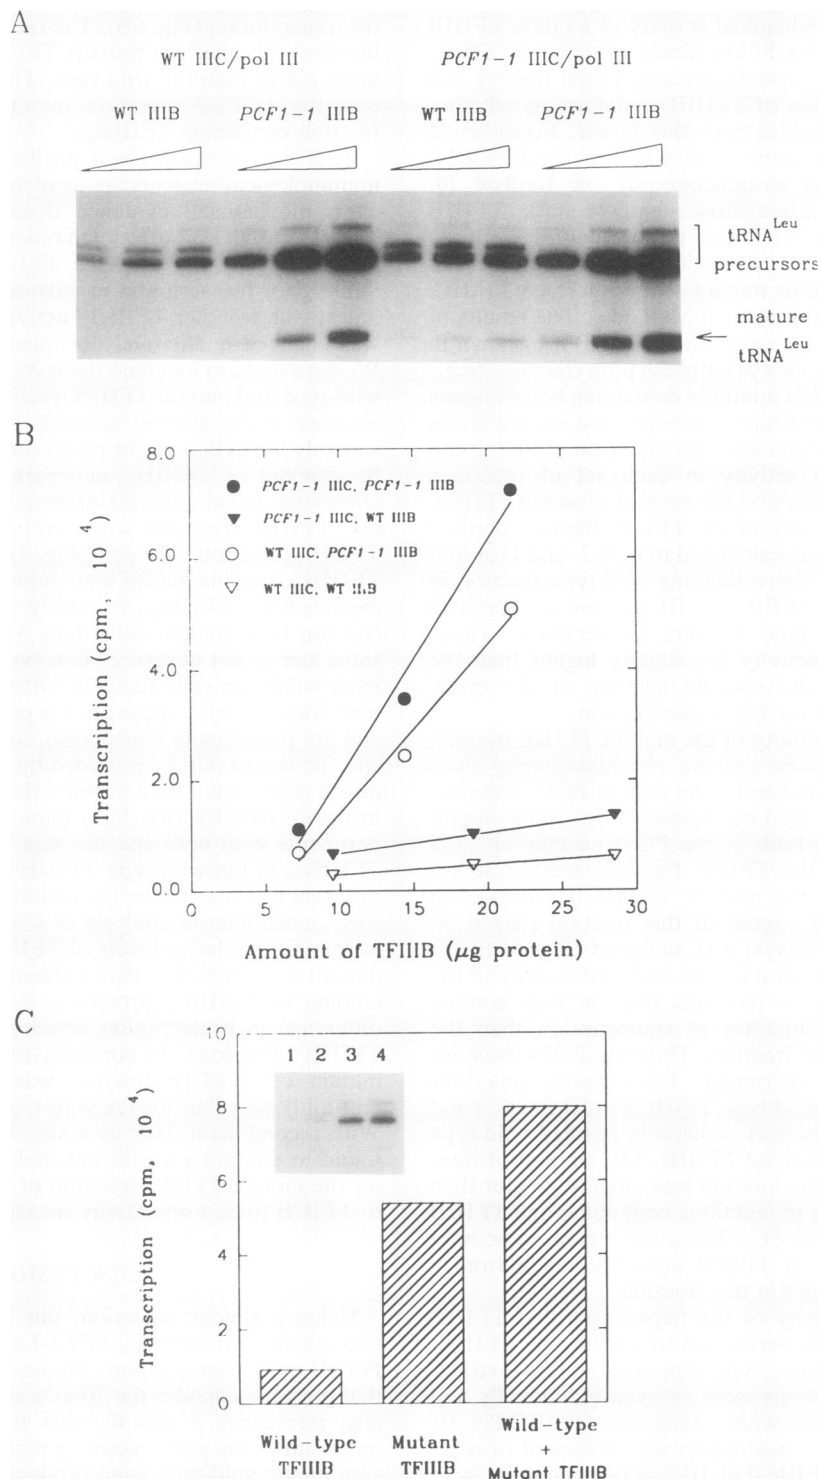 A
WT IIIC/pol III
PCF1-1 IIIC/pol III
WT IIIB
PCF1-1 IIIB
WT IIIB
PCF1-1 IIIB
tRNALeu
precursors
mature
tRNALeu
B
8.0
6.0
4.0
2.0
0.0
Transcription (cpm, 10⁻⁴)
PCF1-1 IIIC, PCF1-1 IIIB
PCF1-1 IIIC, WT IIIB
WT IIIC, PCF1-1 IIIB
WT IIIC, WT IIIB
0 5 10 15 20 25 30
Amount of TFIIIB (μg protein)
C
10
8
6
4
2
0
Transcription (cpm, 10⁻⁴)
1 2 3 4
Wild-type
TFIIIB
Mutant
TFIIIB
Wild-type
+
Mutant TFIIIB